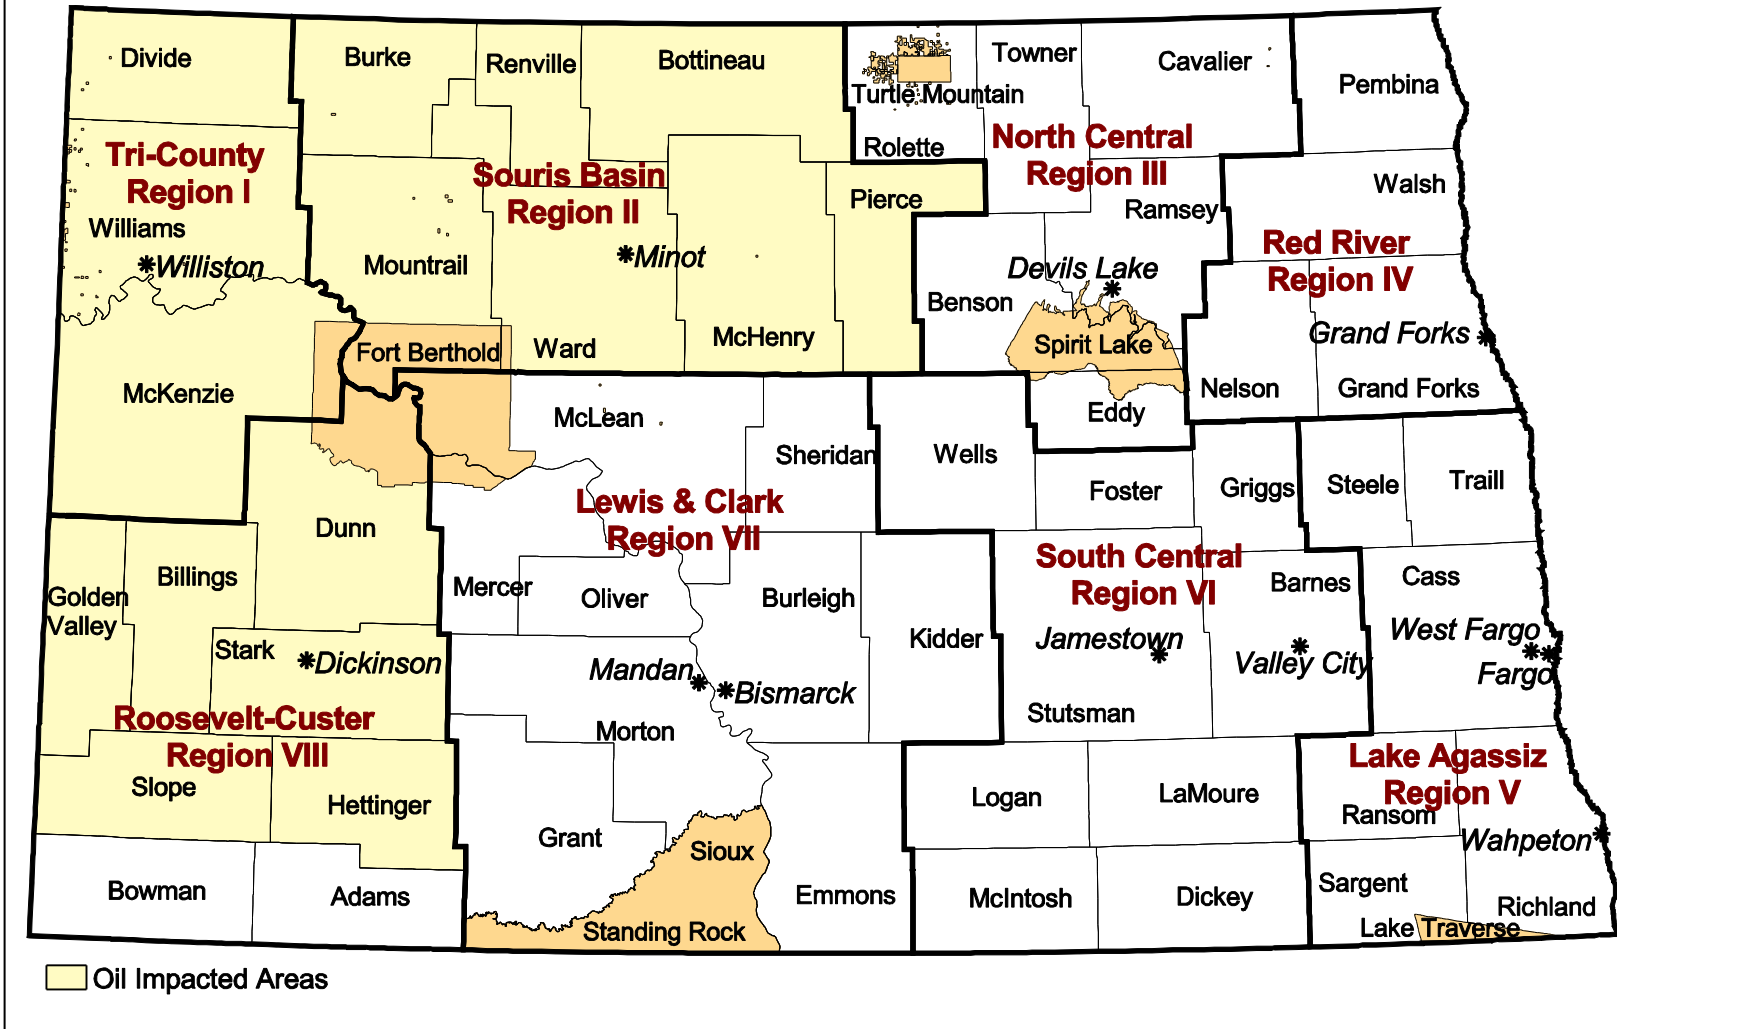 Divide
Burke
Renville
Bottineau
Towner
Cavalier
Pembina
Turtle Mountain
Rolette
North Central
Region III
Tri-County
Region I
Souris Basin
Region II
Pierce
Walsh
Ramsey
Williams
Williston
Mountrail
Minot
Devils Lake
Red River
Region IV
Benson
Grand Forks
Fort Berthold
Ward
McHenry
Spirit Lake
McKenzie
Nelson
Grand Forks
McLean
Eddy
Sheridan
Wells
Foster
Griggs
Steele
Traill
Lewis & Clark
Region VII
Dunn
South Central
Region VI
Golden
Valley
Billings
Mercer
Oliver
Burleigh
Barnes
Cass
Kidder
Jamestown
West Fargo
Stark
Dickinson
Mandan
Bismarck
Valley City
Fargo
Roosevelt-Custer
Region VIII
Morton
Stutsman
Lake Agassiz
Region V
Slope
Hettinger
Logan
LaMoure
Ransom
Grant
Sioux
Wahpeton
Bowman
Adams
Emmons
McIntosh
Dickey
Sargent
Richland
Standing Rock
Lake Traverse
Oil Impacted Areas